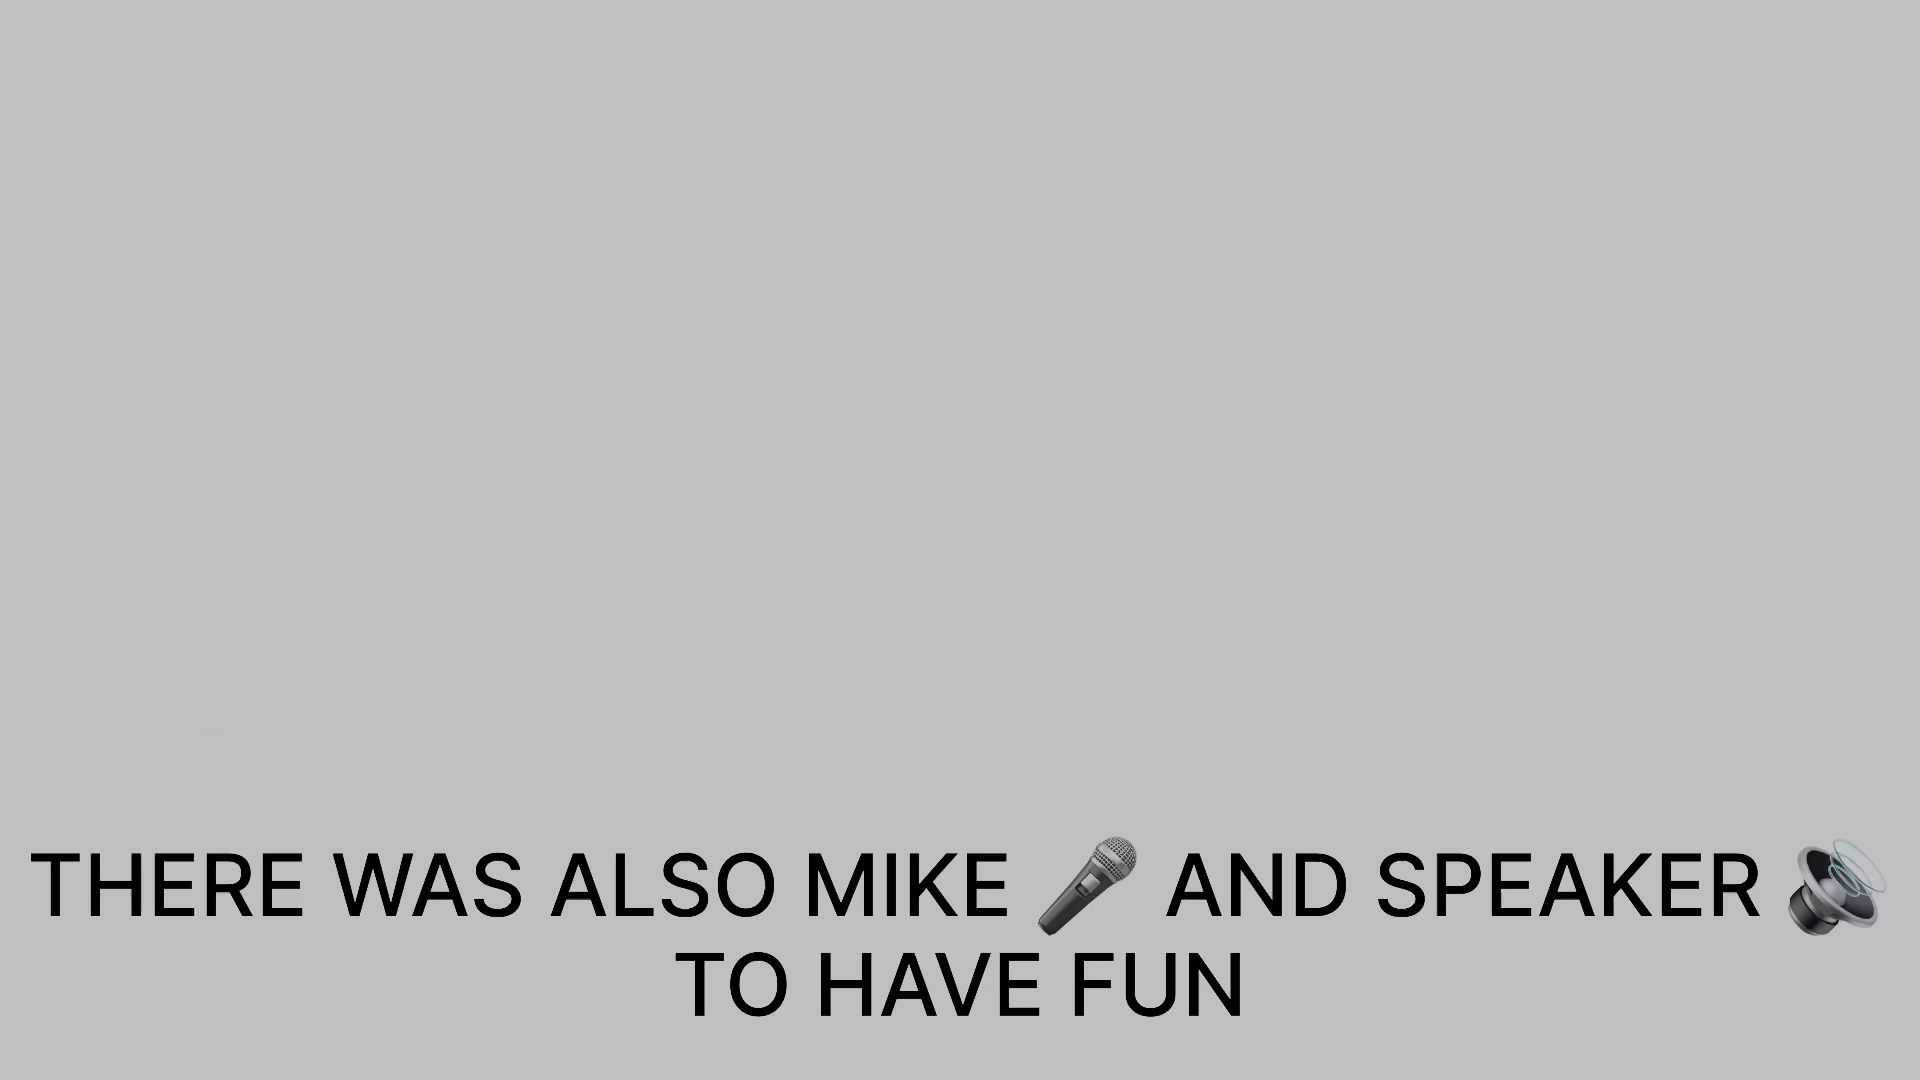 THERE WAS ALSO MIKE 🎤 AND SPEAKER 🔊
TO HAVE FUN